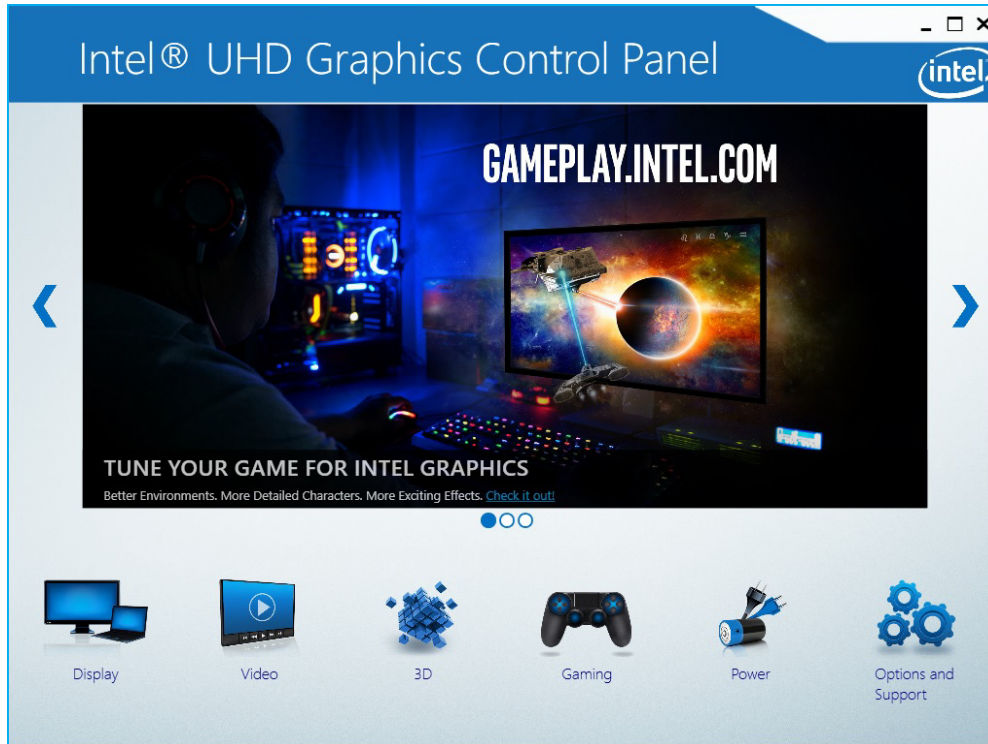 Intel® UHD Graphics Control Panel
intel
GAMEPLAY.INTEL.COM
TUNE YOUR GAME FOR INTEL GRAPHICS
Better Environments. More Detailed Characters. More Exciting Effects. Check it out!
Display
Video
3D
Gaming
Power
Options and
Support